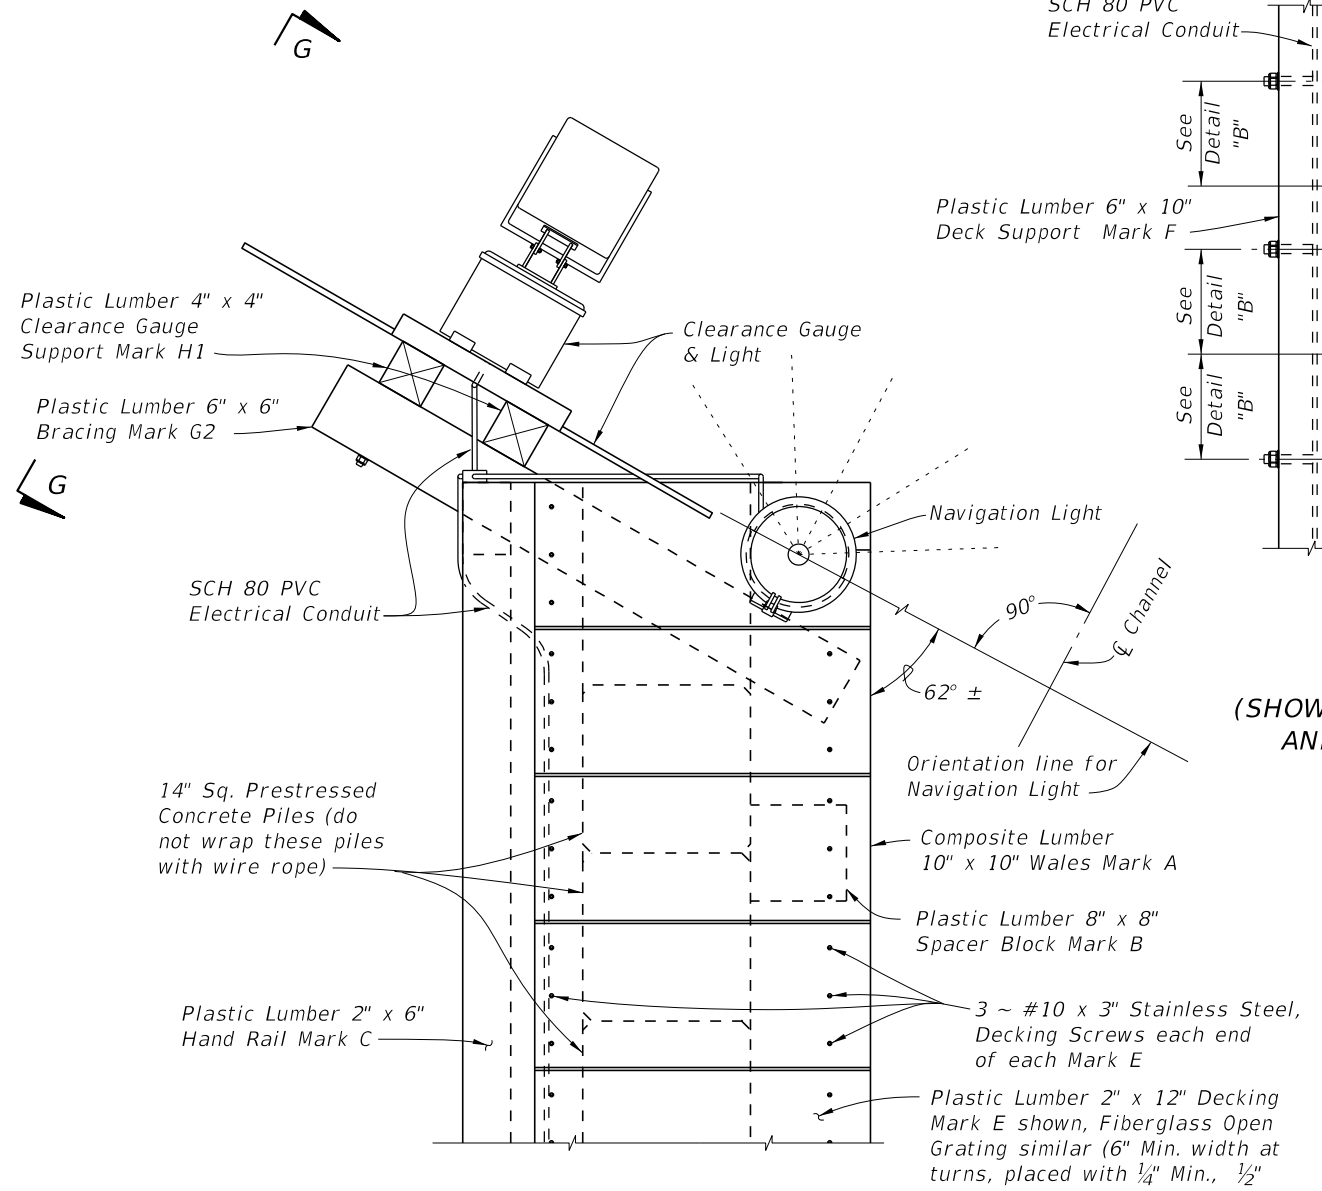 SCH 80 PVC
Electrical Conduit
G
See
Detail
"B"
Plastic Lumber 6" x 10"
Deck Support Mark F
See
Detail
"B"
Plastic Lumber 4" x 4"
Clearance Gauge
Support Mark H1
Clearance Gauge
& Light
See
Detail
"B"
Plastic Lumber 6" x 6"
Bracing Mark G2
G
Navigation Light
SCH 80 PVC
Electrical Conduit
90°
℄ Channel
62° ±
(SHOW
AN
Orientation line for
Navigation Light
14" Sq. Prestressed
Concrete Piles (do
not wrap these piles
with wire rope)
Composite Lumber
10" x 10" Wales Mark A
Plastic Lumber 8" x 8"
Spacer Block Mark B
Plastic Lumber 2" x 6"
Hand Rail Mark C
3 ~ #10 x 3" Stainless Steel,
Decking Screws each end
of each Mark E
Plastic Lumber 2" x 12" Decking
Mark E shown, Fiberglass Open
Grating similar (6" Min. width at
turns, placed with ¼" Min., ½"